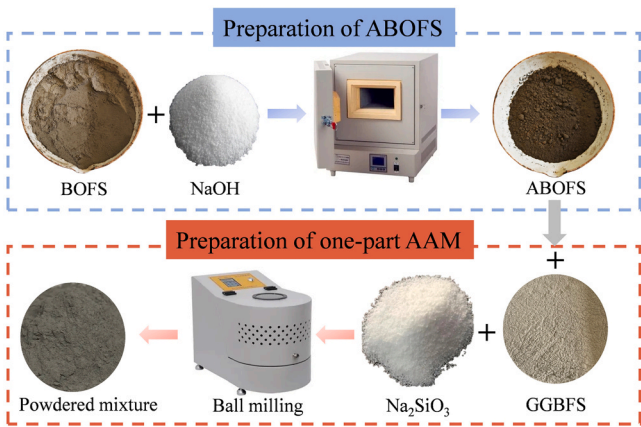 Preparation of ABOFS
+
BOFS
NaOH
ABOFS
Preparation of one-part AAM
+
+
Powdered mixture
Ball milling
Na₂SiO₃
GGBFS